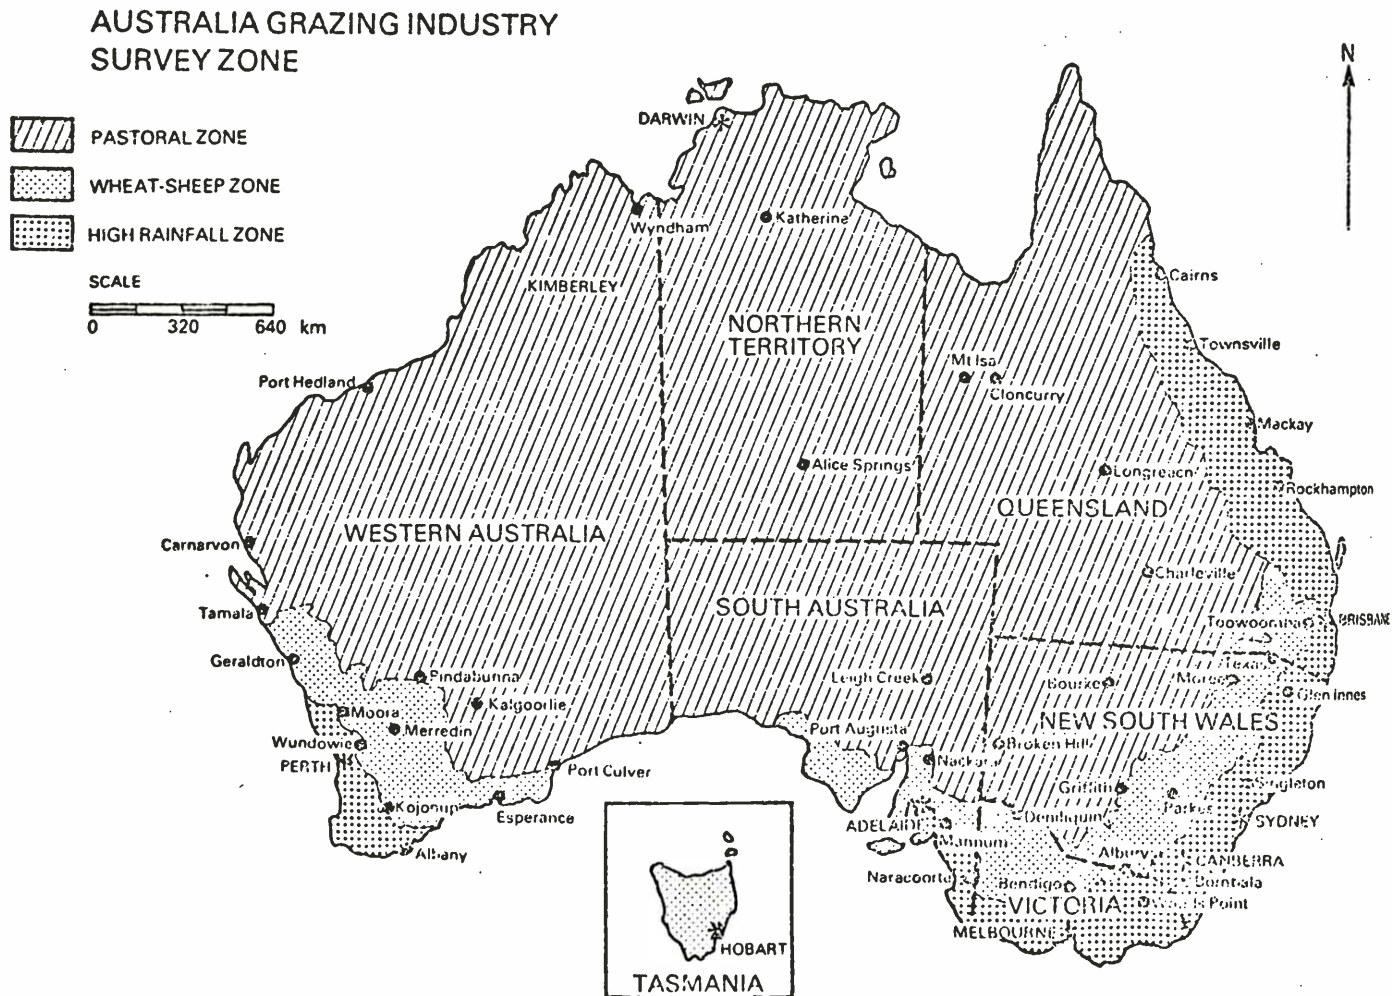 AUSTRALIA GRAZING INDUSTRY
SURVEY ZONE
N
PASTORAL ZONE
WHEAT-SHEEP ZONE
HIGH RAINFALL ZONE
SCALE
0 320 640 km
DARWIN
Katherine
Wyndham
KIMBERLEY
Cairns
NORTHERN
TERRITORY
Townsville
Mt Isa
Cloncurry
Port Hedland
Mackay
Alice Springs
Longreach
Rockhampton
QUEENSLAND
WESTERN AUSTRALIA
Carnarvon
Charleville
SOUTH AUSTRALIA
Tamala
Toowoomba
BRISBANE
Geraldton
Texas
Pindabunna
Leigh Creek
Bourke
Moree
Glen Innes
Kalgoorlie
Moora
NEW SOUTH WALES
Merredin
Port Augusta
Wundowie
Broken Hill
PERTH
Port Culver
Nackara
Griffith
Singleton
Kojonup
Parkes
Esperance
Deniliquin
SYDNEY
ADELAIDE
Mannum
Albany
Albury
CANBERRA
Naracoorte
Bendigo
Bombala
VICTORIA
Point
MELBOURNE
HOBART
TASMANIA